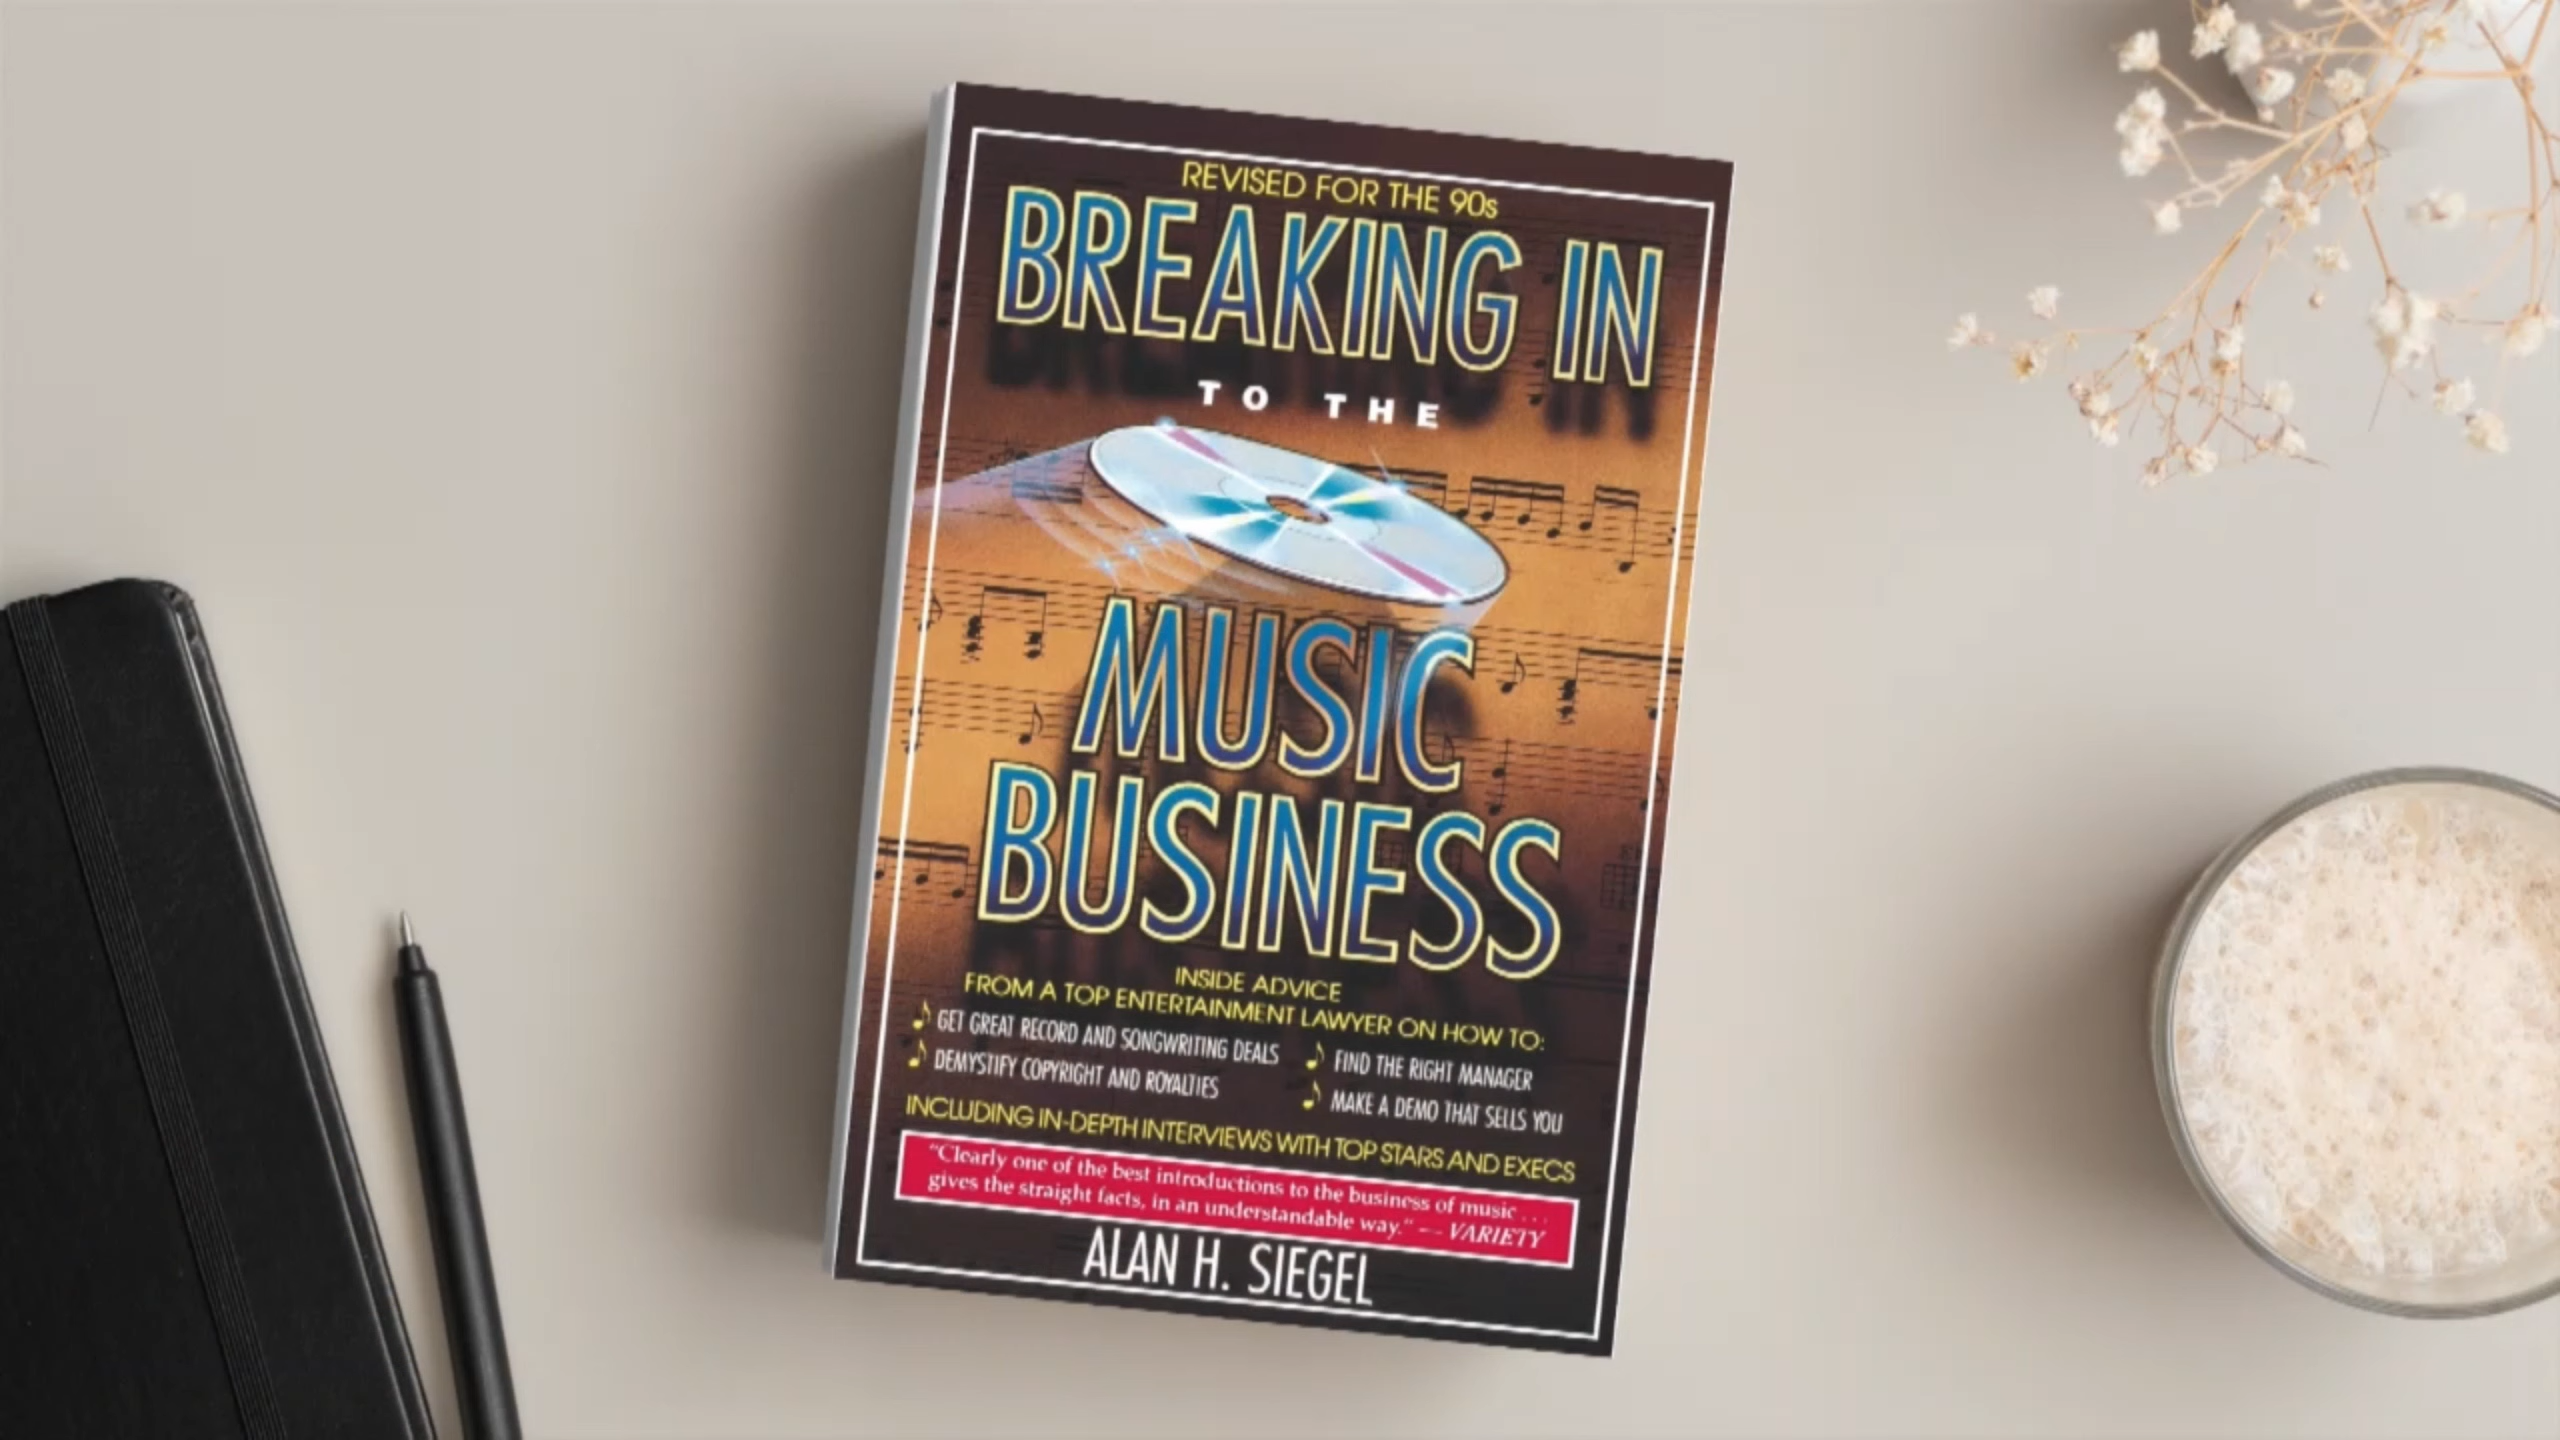 REVISED FOR THE 90s
BREAKING IN
TO THE
MUSIC
BUSINESS
INSIDE ADVICE
FROM A TOP ENTERTAINMENT LAWYER ON HOW TO:
GET GREAT RECORD AND SONGWRITING DEALS
DEMYSTIFY COPYRIGHT AND ROYALTIES
FIND THE RIGHT MANAGER
MAKE A DEMO THAT SELLS YOU
INCLUDING IN-DEPTH INTERVIEWS WITH TOP STARS AND EXECS
"Clearly one of the best introductions to the business of music . . .
gives the straight facts, in an understandable way." — VARIETY
ALAN H. SIEGEL